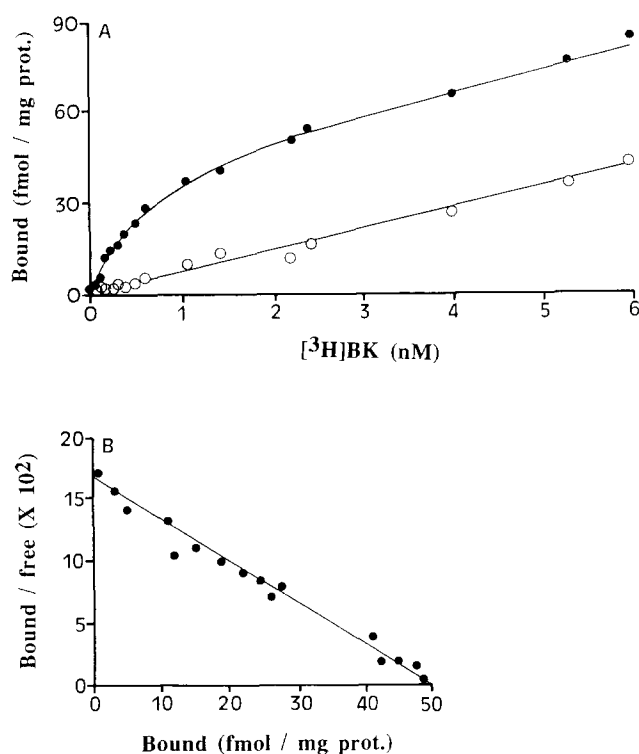 90
A
60
30
0
Bound (fmol / mg prot.)
0 1 2 3 4 5 6
[³H]BK (nM)
20
B
15
10
5
0
Bound / free (X 10²)
0 10 20 30 40 50
Bound (fmol / mg prot.)